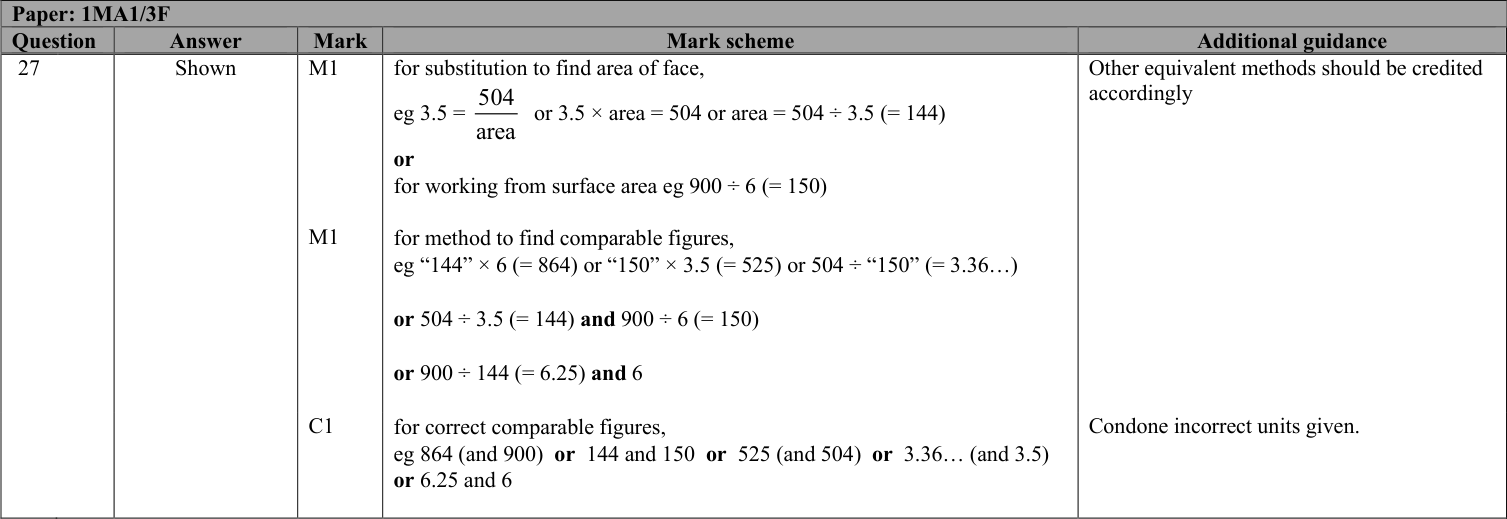 Paper: 1MA1/3F
Question Answer Mark Mark scheme Additional guidance
27 Shown M1 for substitution to find area of face, Other equivalent methods should be credited accordingly
eg 3.5 = 504/area or 3.5 × area = 504 or area = 504 ÷ 3.5 (= 144)
or
for working from surface area eg 900 ÷ 6 (= 150)
M1 for method to find comparable figures,
eg “144” × 6 (= 864) or “150” × 3.5 (= 525) or 504 ÷ “150” (= 3.36…)
or 504 ÷ 3.5 (= 144) and 900 ÷ 6 (= 150)
or 900 ÷ 144 (= 6.25) and 6
C1 for correct comparable figures, Condone incorrect units given.
eg 864 (and 900) or 144 and 150 or 525 (and 504) or 3.36… (and 3.5)
or 6.25 and 6